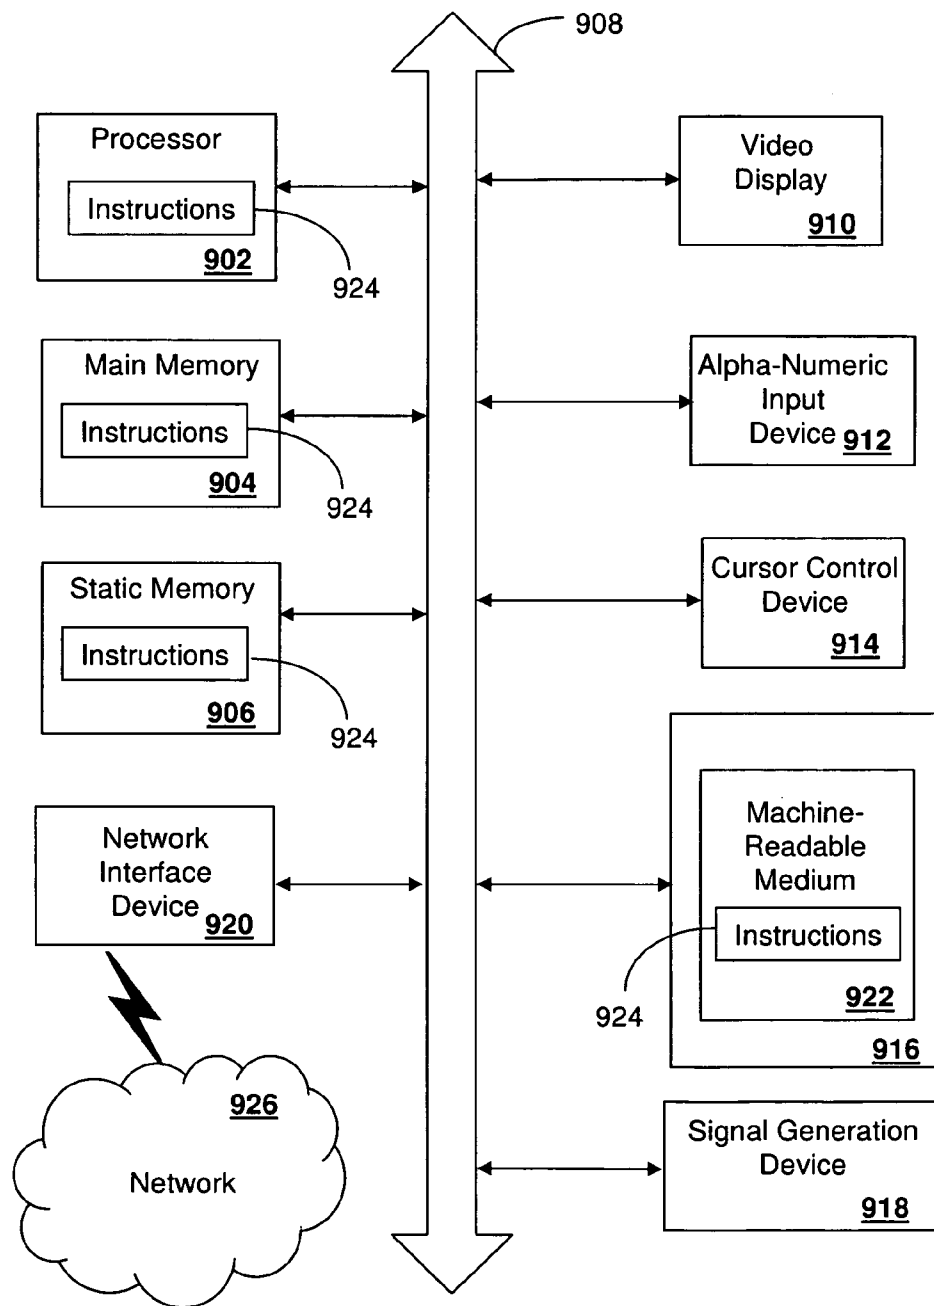 908
Processor
Instructions
902
924
Main Memory
Instructions
904
924
Static Memory
Instructions
906
924
Network
Interface
Device
920
926
Network
Video
Display
910
Alpha-Numeric
Input
Device
912
Cursor Control
Device
914
Machine-
Readable
Medium
Instructions
922
924
916
Signal Generation
Device
918